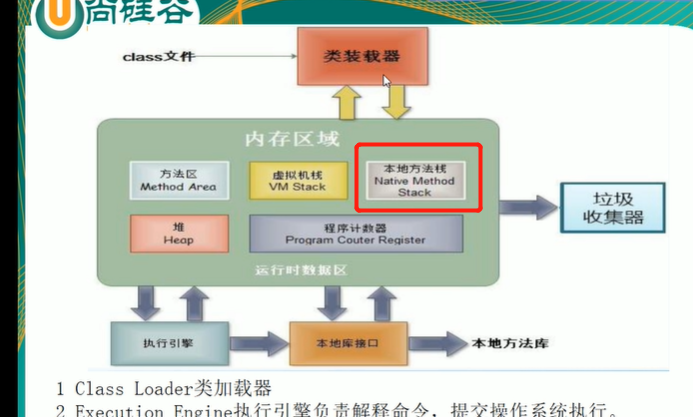 尚硅谷
class文件
类装载器
内存区域
方法区
Method Area
虚拟机栈
VM Stack
本地方法栈
Native Method
Stack
堆
Heap
程序计数器
Program Couter Register
运行时数据区
垃圾
收集器
执行引擎
本地库接口
本地方法库
1 Class Loader类加载器
2 Execution Engine执行引擎负责解释命令，提交操作系统执行。